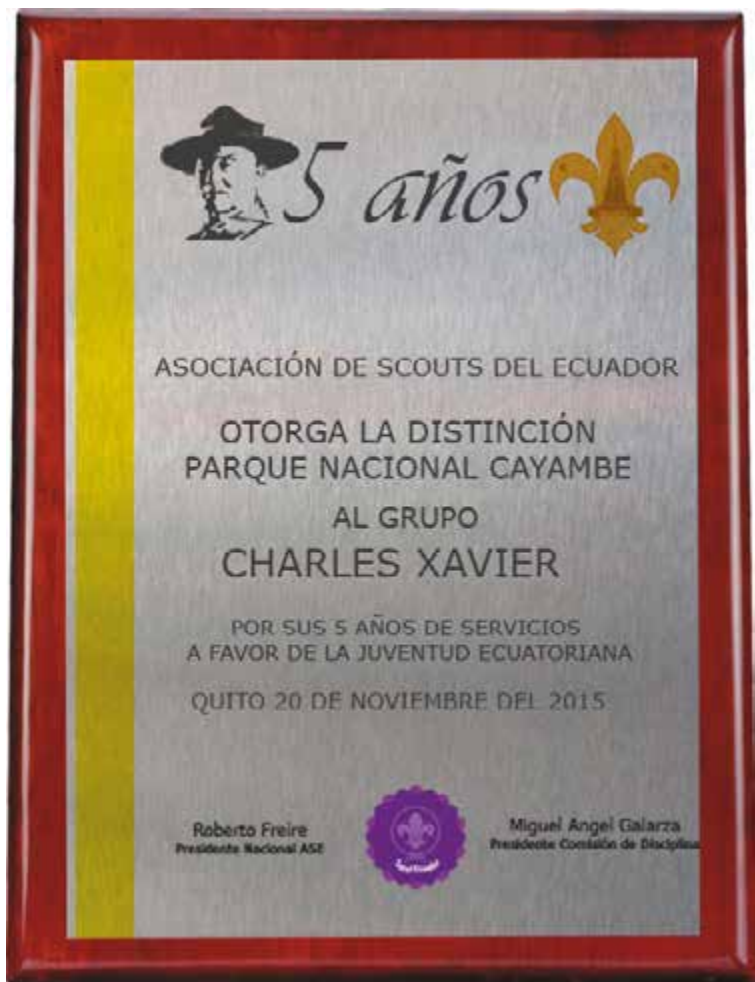 5 años
ASOCIACIÓN DE SCOUTS DEL ECUADOR
OTORGA LA DISTINCIÓN
PARQUE NACIONAL CAYAMBE
AL GRUPO
CHARLES XAVIER
POR SUS 5 AÑOS DE SERVICIOS
A FAVOR DE LA JUVENTUD ECUATORIANA
QUITO 20 DE NOVIEMBRE DEL 2015
Roberto Freire
Presidente Nacional ASE
Miguel Angel Galarza
Presidente Comisión de Disciplina